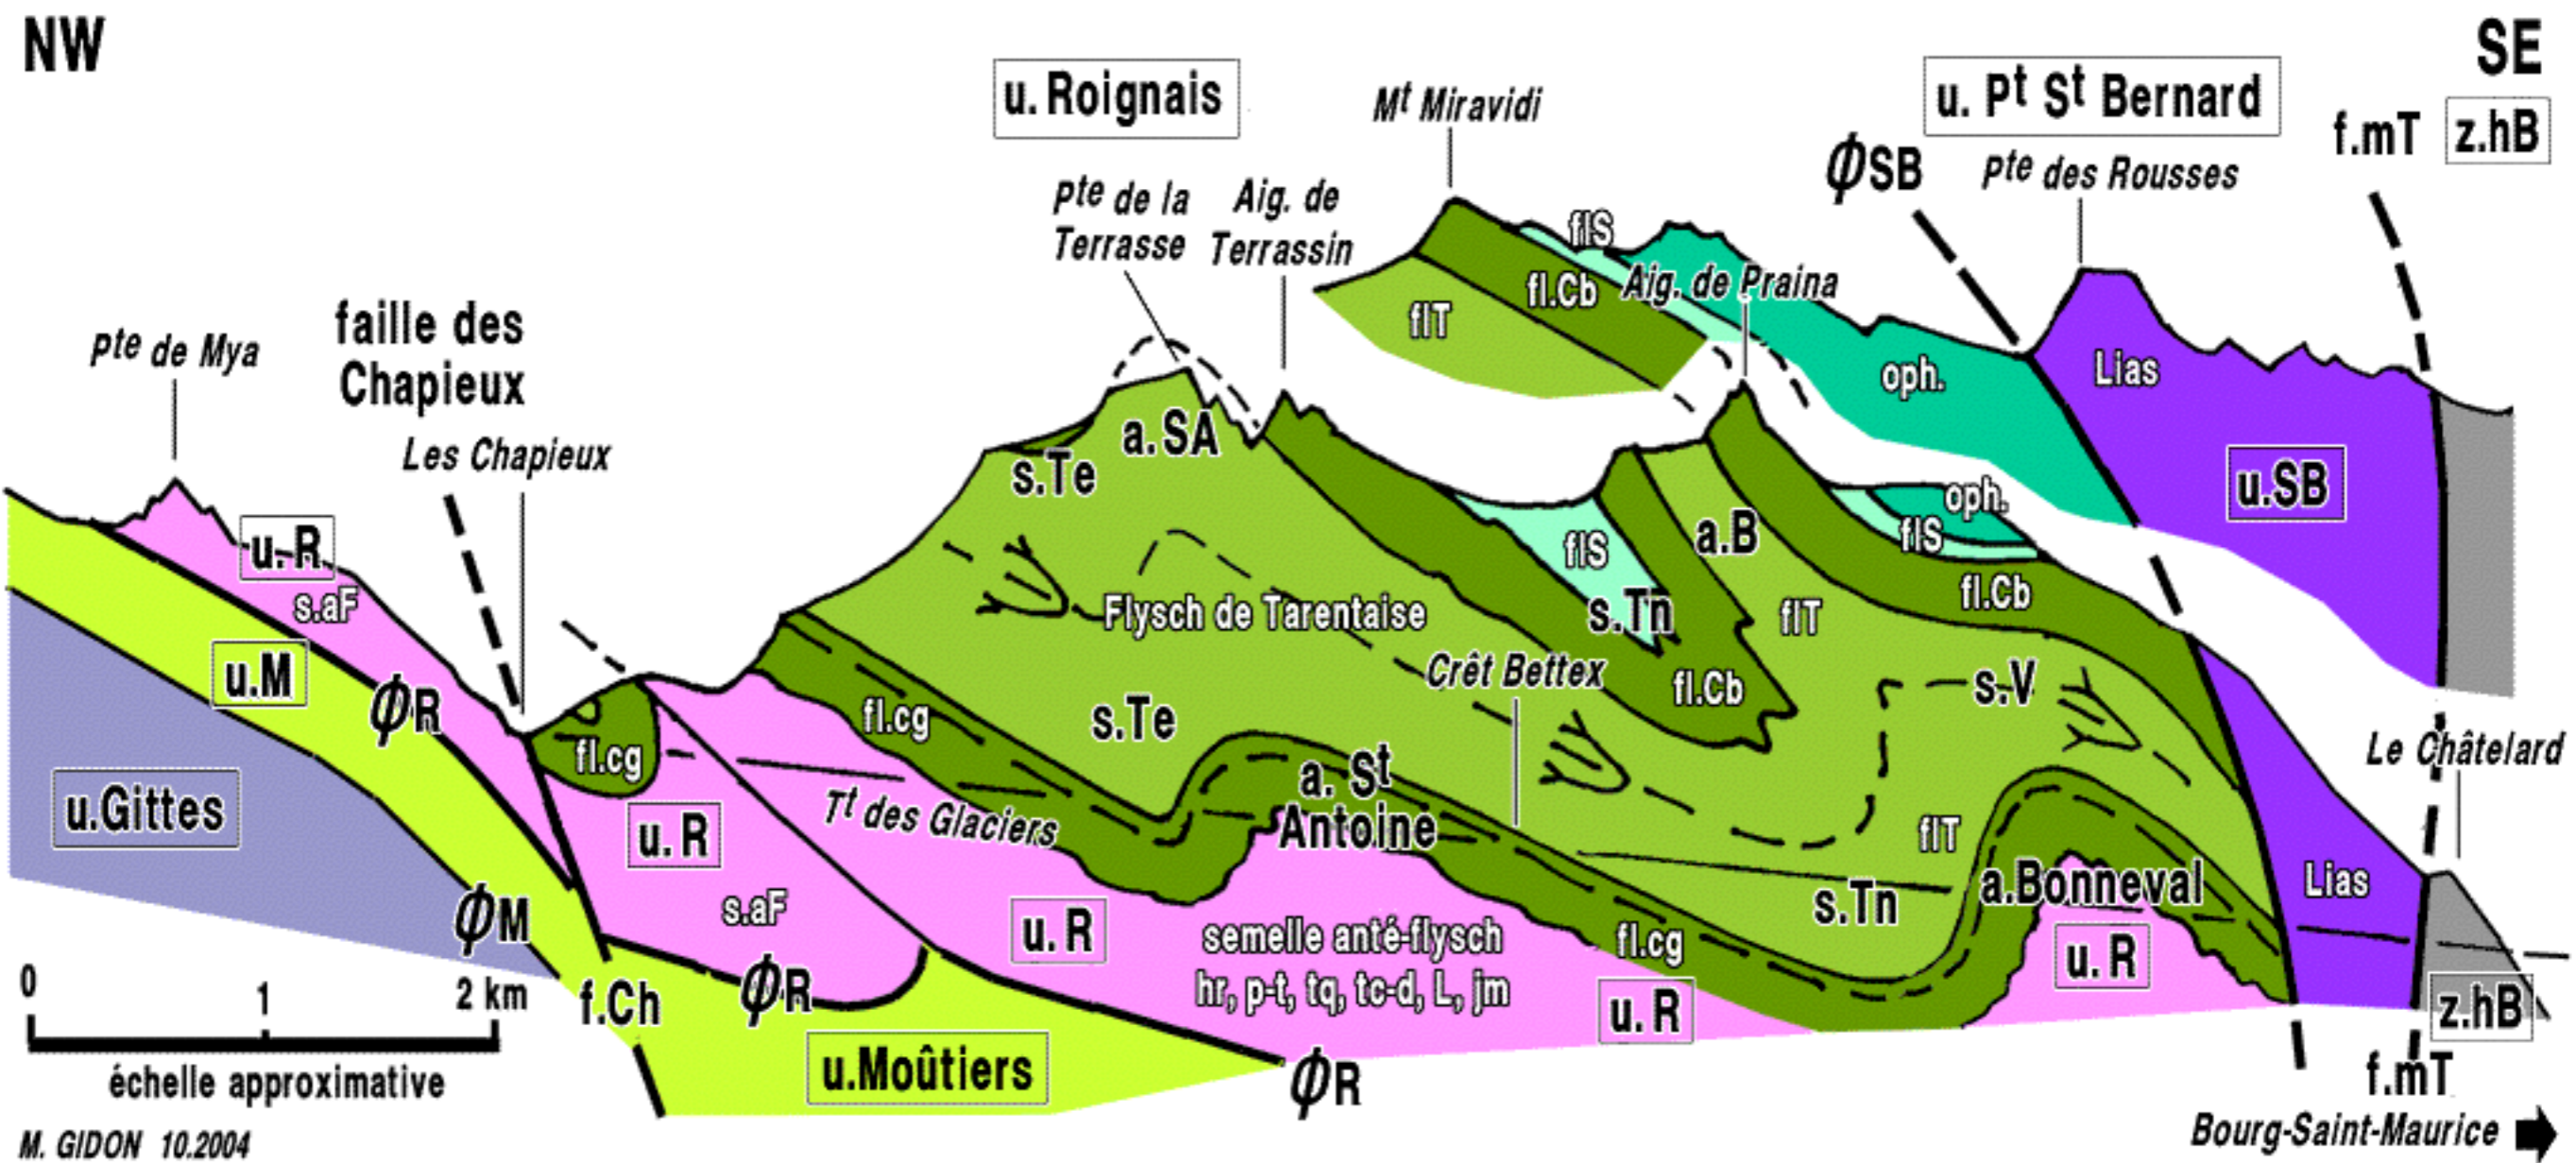 NW
SE
u. Roignais
Mt Miravidi
u. Pt St Bernard
f.mT
z.hB
ϕSB
Pte des Rousses
Pte de la
Terrasse
Aig. de
Terrassin
flS
fl.Cb
Aig. de Praina
flT
oph.
Lias
u.SB
Pte de Mya
faille des
Chapieux
Les Chapieux
s.Te
a.SA
u.R
s.aF
u.M
ϕR
a.B
oph.
flS
flS
s.Tn
fl.Cb
flT
Flysch de Tarentaise
Crêt Bettex
fl.Cb
s.V
fl.cg
fl.cg
s.Te
Le Châtelard
u.Gittes
u.R
Tt des Glaciers
a. St
Antoine
flT
s.Tn
a.Bonneval
Lias
ϕM
s.aF
u.R
semelle anté-flysch
hr, p-t, tq, tc-d, L, jm
fl.cg
u.R
u.R
z.hB
0
1
2 km
f.Ch
ϕR
u.Moûtiers
ϕR
f.mT
échelle approximative
M. GIDON 10.2004
Bourg-Saint-Maurice